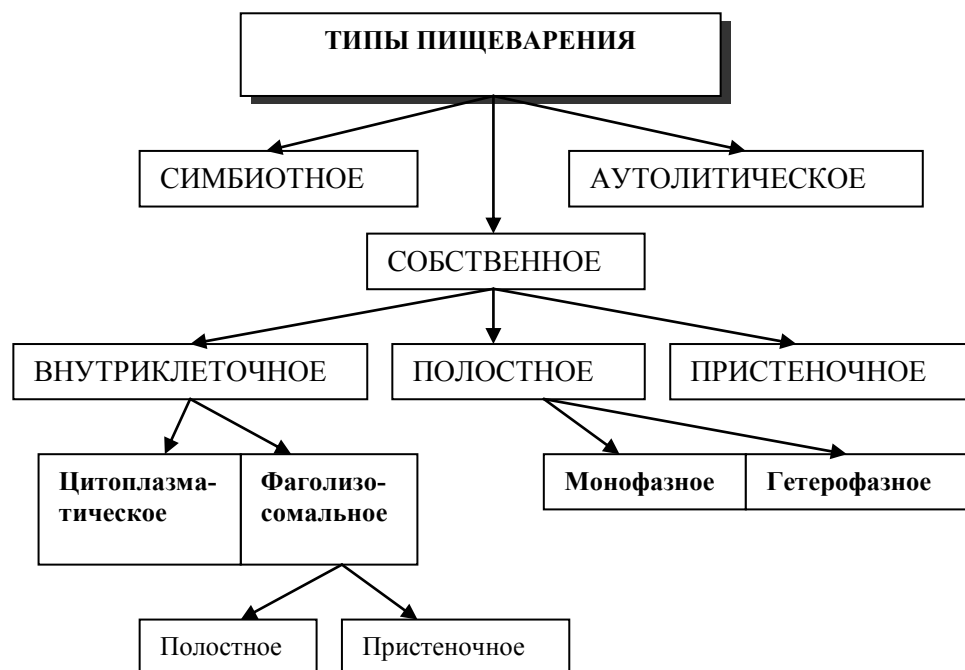 ТИПЫ ПИЩЕВАРЕНИЯ
СИМБИОТНОЕ
АУТОЛИТИЧЕСКОЕ
СОБСТВЕННОЕ
ВНУТРИКЛЕТОЧНОЕ
ПОЛОСТНОЕ
ПРИСТЕНОЧНОЕ
Цитоплазма-
тическое
Фаголизо-
сомальное
Монофазное
Гетерофазное
Полостное
Пристеночное